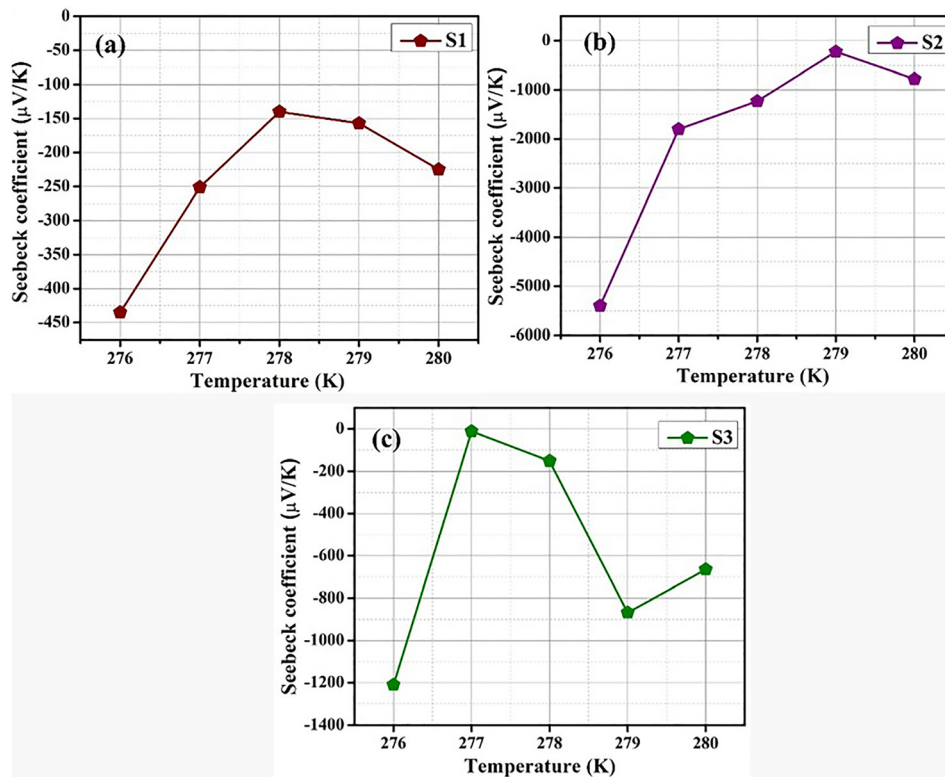 (a)
S1
0
-50
-100
-150
-200
-250
-300
-350
-400
-450
Seebeck coefficient (µV/K)
276 277 278 279 280
Temperature (K)
(b)
S2
0
-1000
-2000
-3000
-4000
-5000
-6000
Seebeck coefficient (µV/K)
276 277 278 279 280
Temperature (K)
(c)
S3
0
-200
-400
-600
-800
-1000
-1200
-1400
Seebeck coefficient (µV/K)
276 277 278 279 280
Temperature (K)